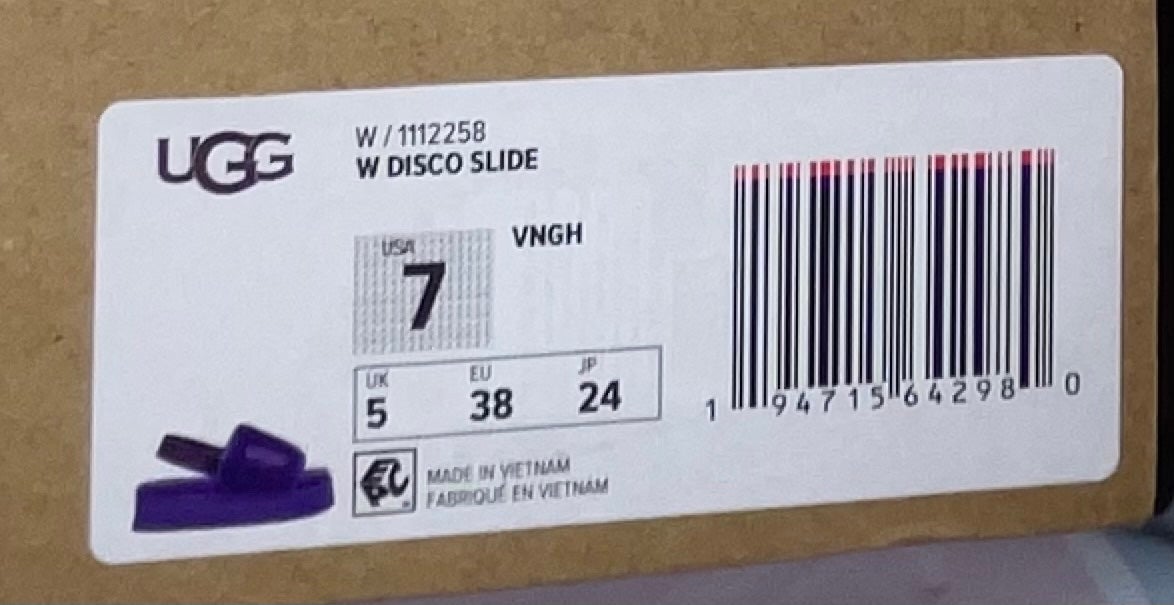 UGG
W / 1112258
W DISCO SLIDE
USA
7
VNGH
UK EU JP
5 38 24
MADE IN VIETNAM
FABRIQUÉ EN VIETNAM
1 94715 64298 0